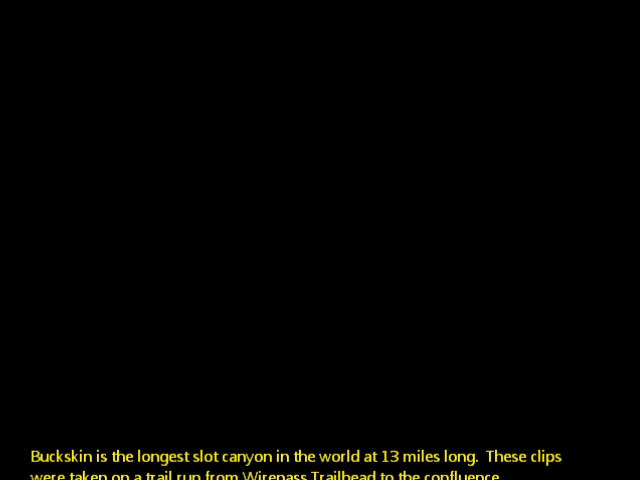 Buckskin is the longest slot canyon in the world at 13 miles long.  These clips
were taken on a trail run from Wirepass Trailhead to the confluence